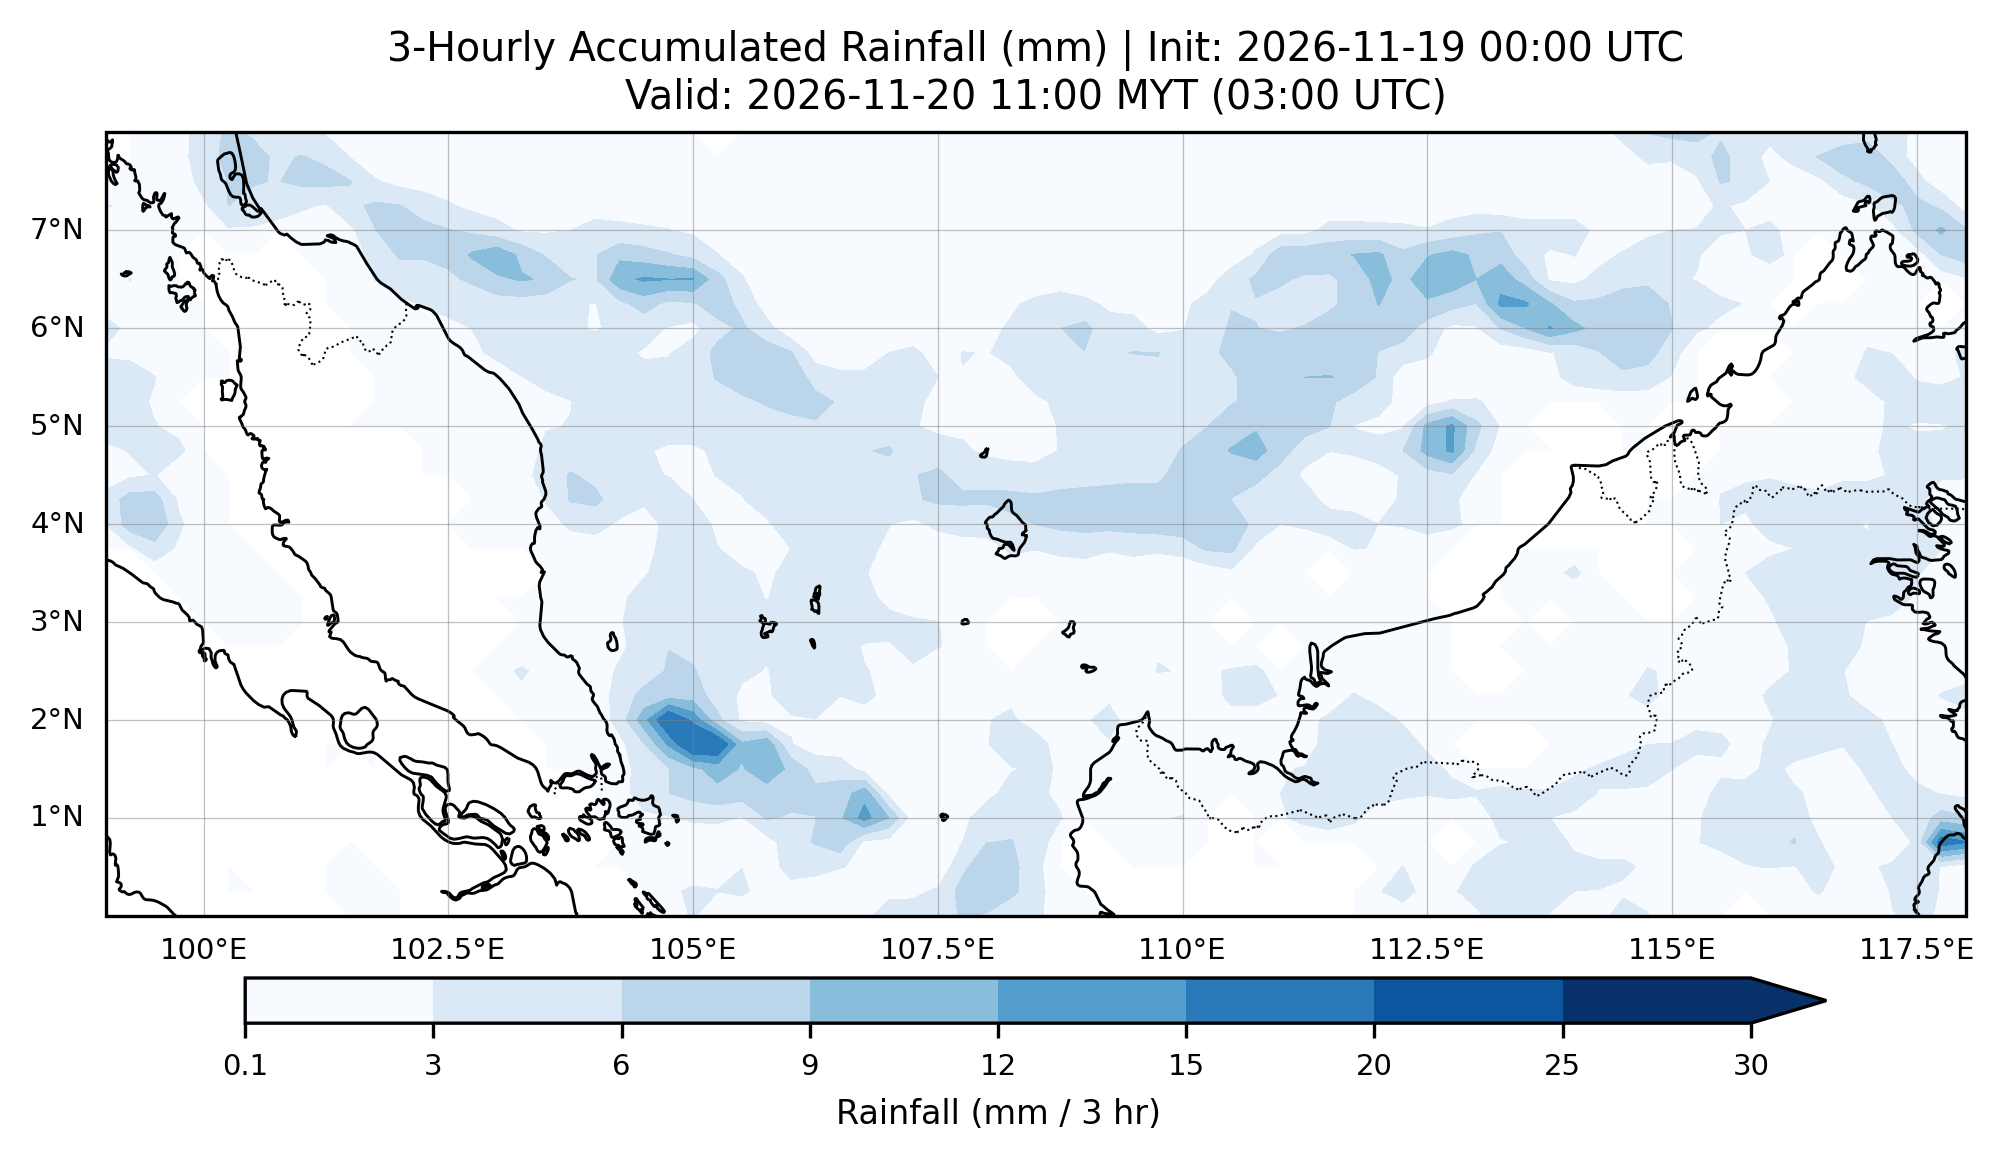 3-Hourly Accumulated Rainfall (mm) | Init: 2026-11-19 00:00 UTC
Valid: 2026-11-20 11:00 MYT (03:00 UTC)
7°N
6°N
5°N
4°N
3°N
2°N
1°N
100°E 102.5°E 105°E 107.5°E 110°E 112.5°E 115°E 117.5°E
0.1 3 6 9 12 15 20 25 30
Rainfall (mm / 3 hr)